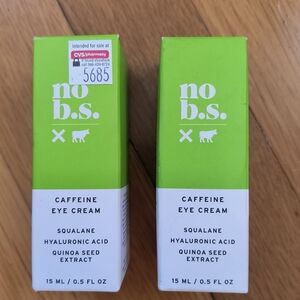 intended for sale at
CVS/pharmacy
5685
no
b.s.
CAFFEINE
EYE CREAM
SQUALANE
HYALURONIC ACID
QUINOA SEED
EXTRACT
15 ML / 0.5 FL OZ
no
b.s.
CAFFEINE
EYE CREAM
SQUALANE
HYALURONIC ACID
QUINOA SEED
EXTRACT
15 ML / 0.5 FL OZ